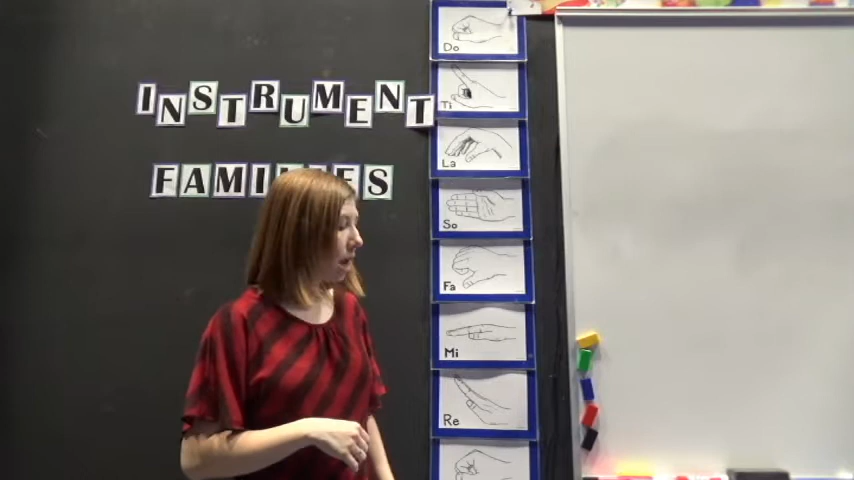 INSTRUMENT
FAMILIES
Do
Ti
La
So
Fa
Mi
Re